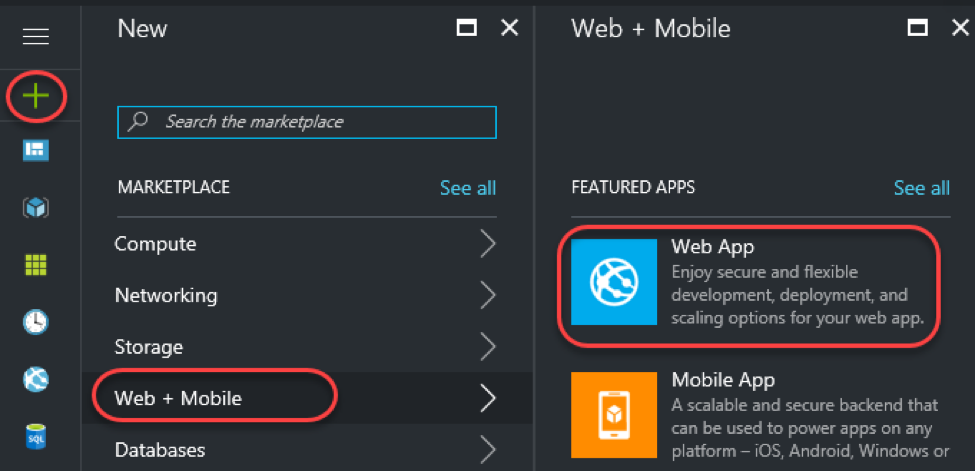 New
Search the marketplace
MARKETPLACE
See all
Compute
Networking
Storage
Web + Mobile
Databases
Web + Mobile
FEATURED APPS
See all
Web App
Enjoy secure and flexible
development, deployment, and
scaling options for your web app.
Mobile App
A scalable and secure backend that
can be used to power apps on any
platform – iOS, Android, Windows or
SQL